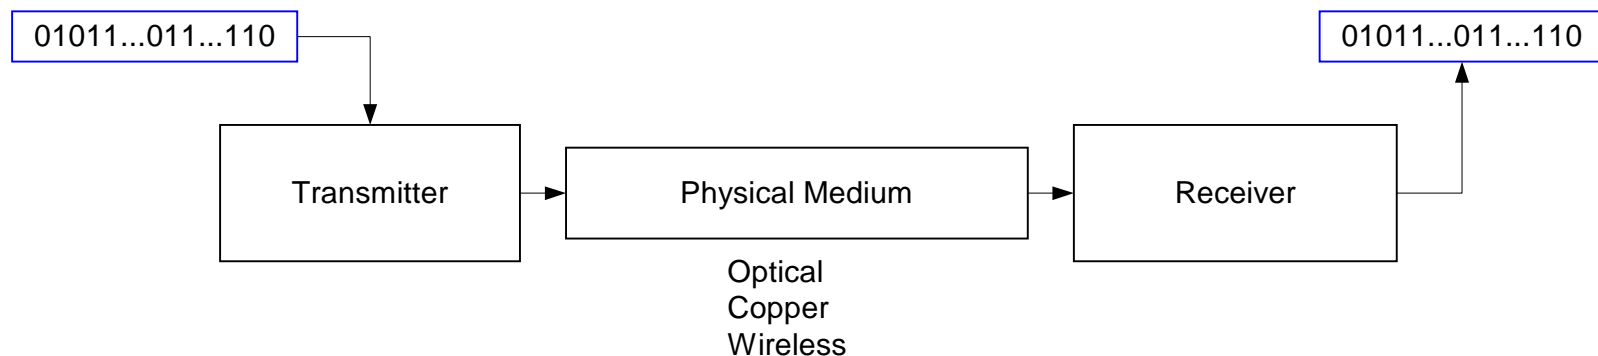 01011...011...110
01011...011...110
Transmitter
Physical Medium
Receiver
Optical
Copper
Wireless